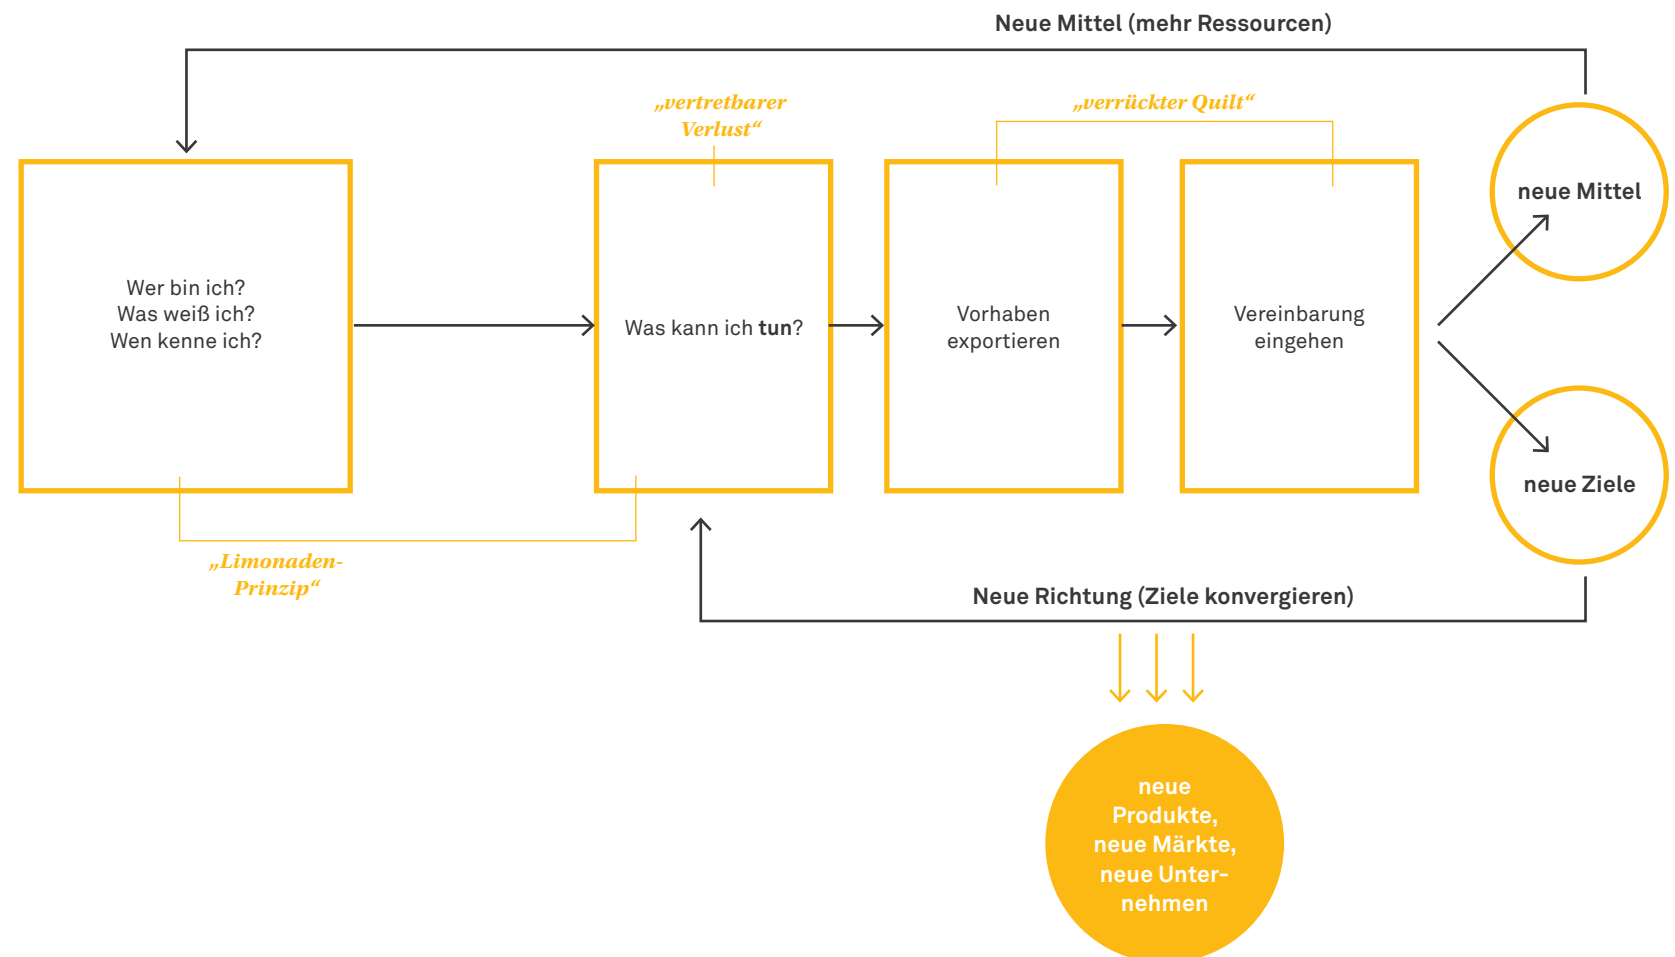 Neue Mittel (mehr Ressourcen)
„vertretbarer
Verlust“
„verrückter Quilt“
Wer bin ich?
Was weiß ich?
Wen kenne ich?
Was kann ich tun?
Vorhaben
exportieren
Vereinbarung
eingehen
neue Mittel
neue Ziele
„Limonaden-
Prinzip“
Neue Richtung (Ziele konvergieren)
neue
Produkte,
neue Märkte,
neue Unter-
nehmen